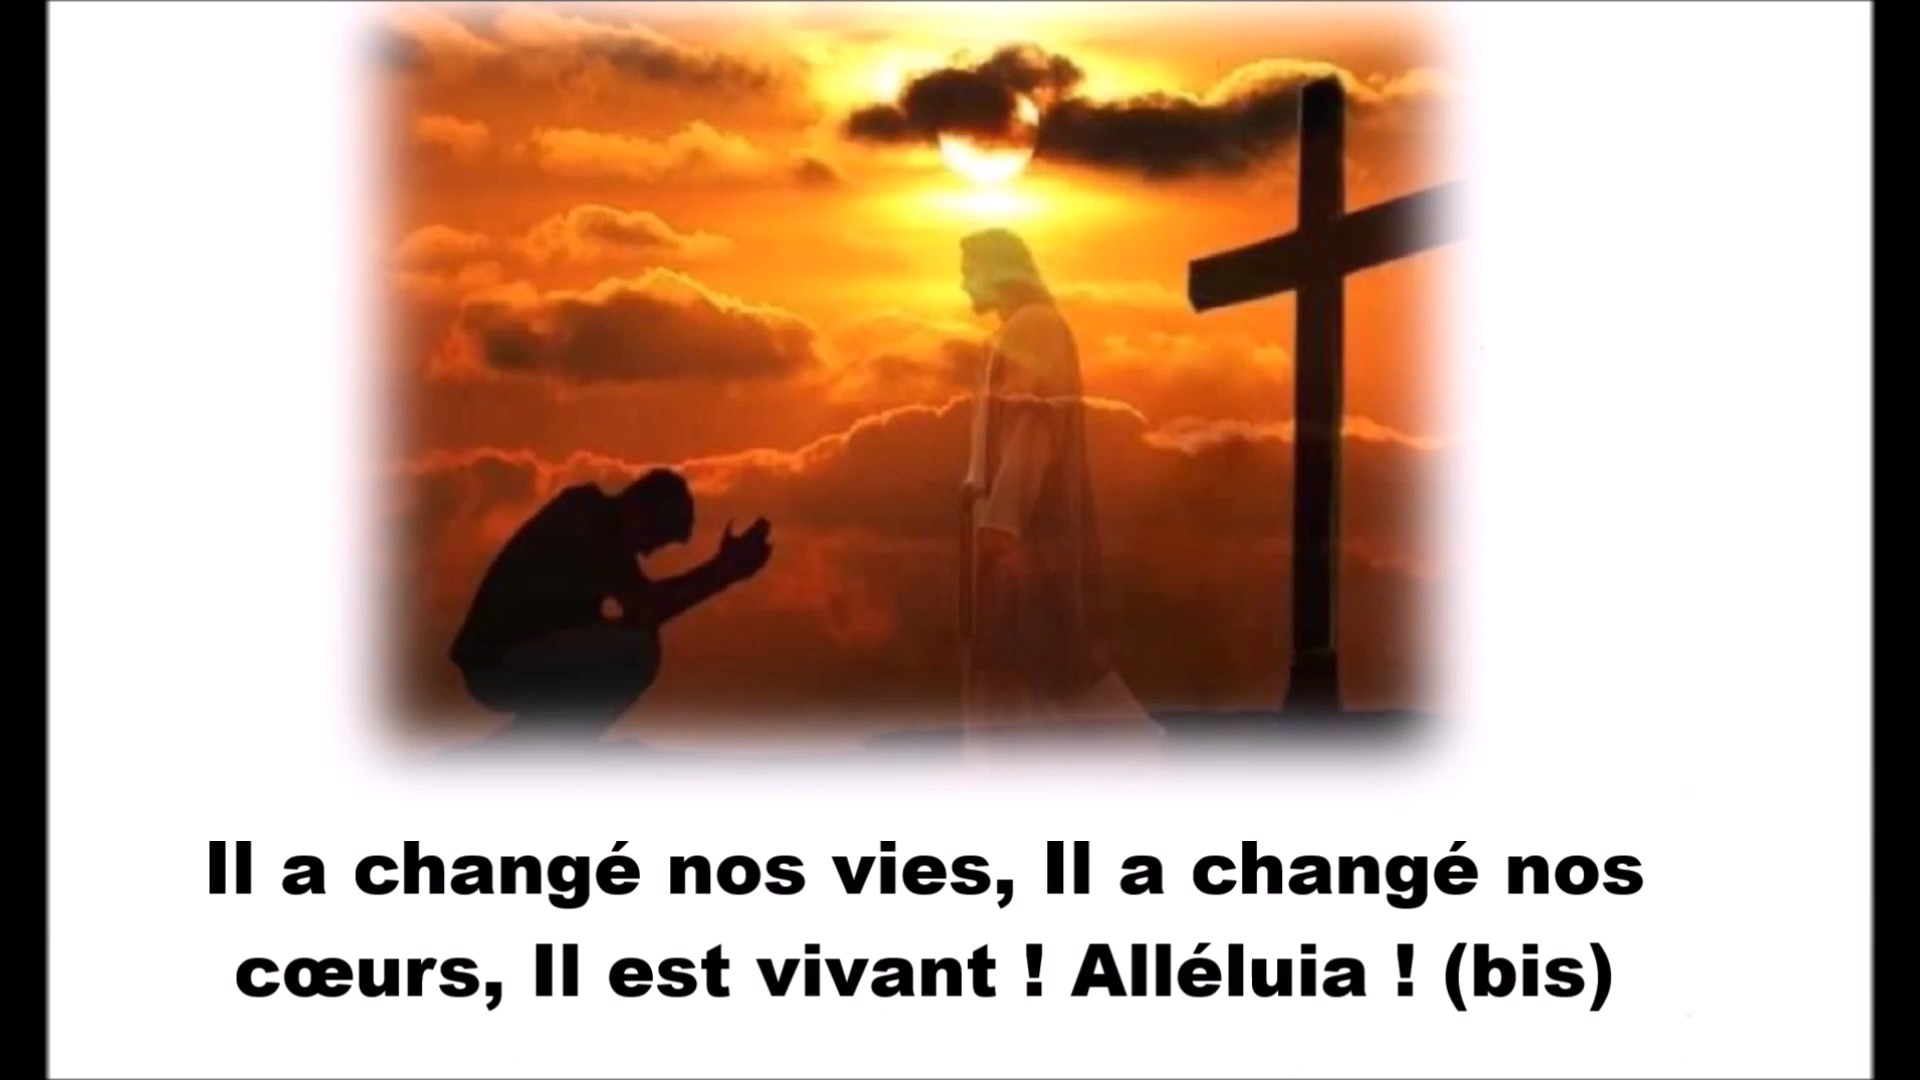 Il a changé nos vies, Il a changé nos
cœurs, Il est vivant ! Alléluia ! (bis)